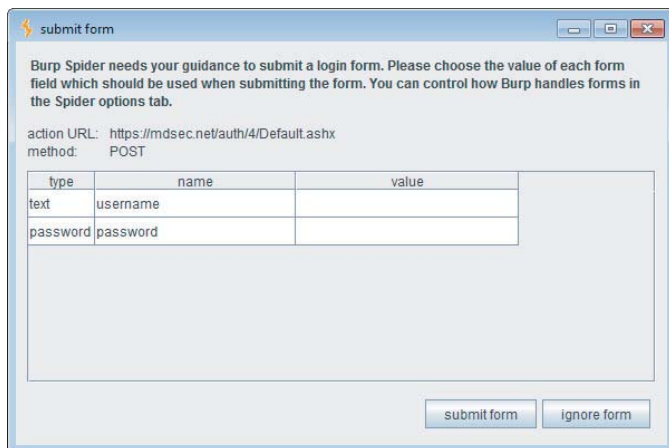 submit form
Burp Spider needs your guidance to submit a login form. Please choose the value of each form
field which should be used when submitting the form. You can control how Burp handles forms in
the Spider options tab.
action URL: https://mdsec.net/auth/4/Default.ashx
method: POST
type name value
text username
password password
submit form ignore form